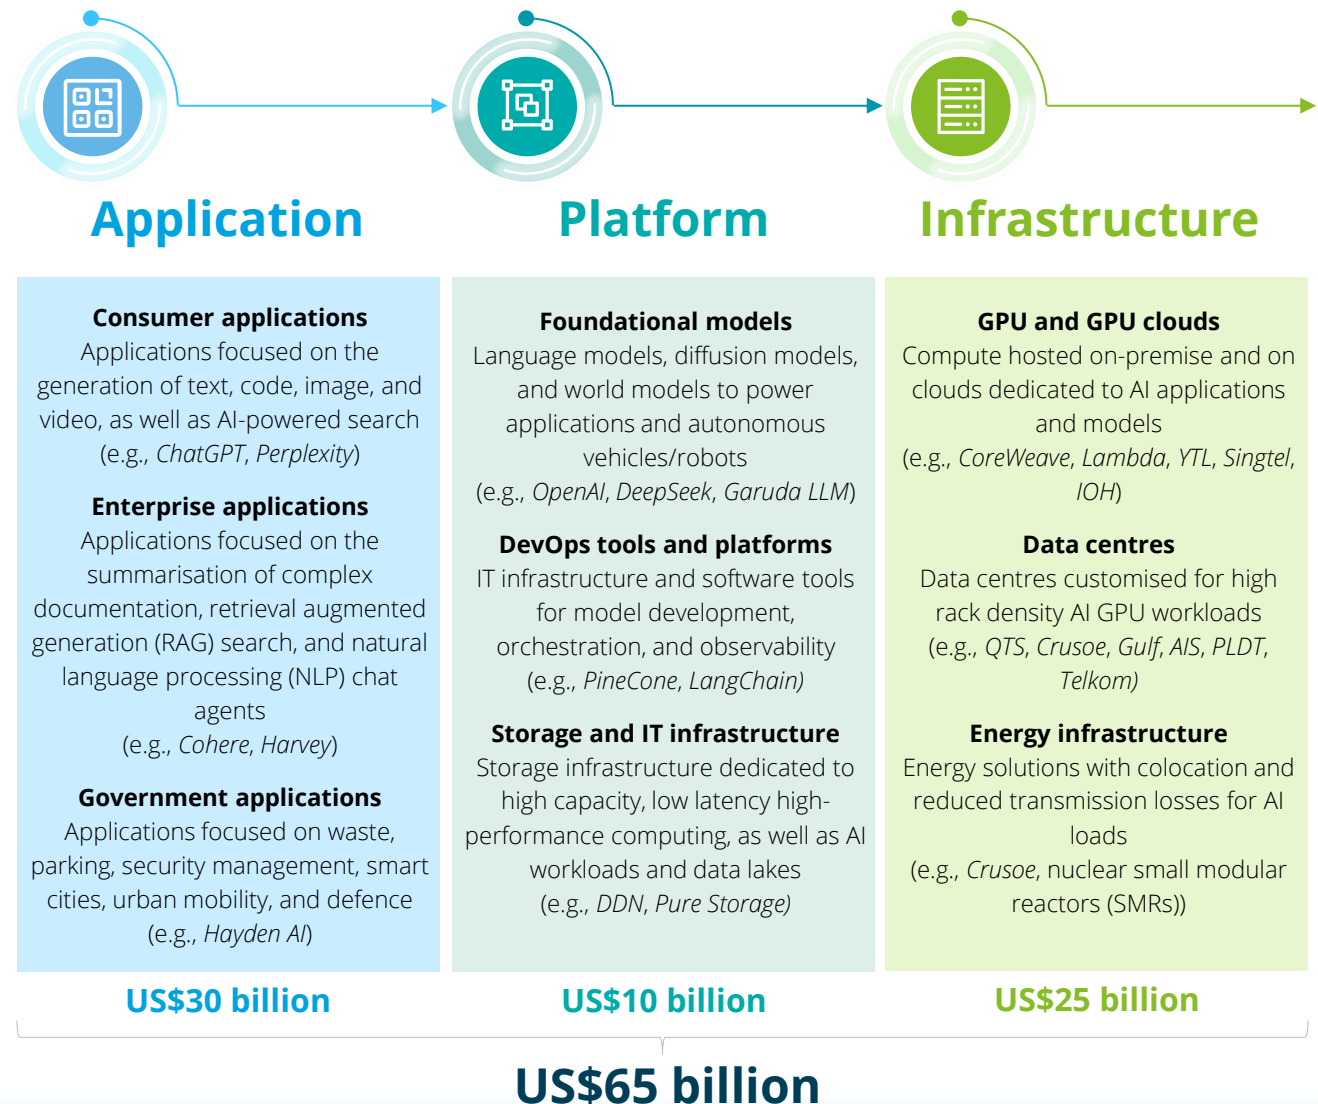 Application
Consumer applications
Applications focused on the
generation of text, code, image, and
video, as well as AI-powered search
(e.g., ChatGPT, Perplexity)
Enterprise applications
Applications focused on the
summarisation of complex
documentation, retrieval augmented
generation (RAG) search, and natural
language processing (NLP) chat
agents
(e.g., Cohere, Harvey)
Government applications
Applications focused on waste,
parking, security management, smart
cities, urban mobility, and defence
(e.g., Hayden AI)
US$30 billion
Platform
Foundational models
Language models, diffusion models,
and world models to power
applications and autonomous
vehicles/robots
(e.g., OpenAI, DeepSeek, Garuda LLM)
DevOps tools and platforms
IT infrastructure and software tools
for model development,
orchestration, and observability
(e.g., PineCone, LangChain)
Storage and IT infrastructure
Storage infrastructure dedicated to
high capacity, low latency high-
performance computing, as well as AI
workloads and data lakes
(e.g., DDN, Pure Storage)
US$10 billion
Infrastructure
GPU and GPU clouds
Compute hosted on-premise and on
clouds dedicated to AI applications
and models
(e.g., CoreWeave, Lambda, YTL, Singtel,
IOH)
Data centres
Data centres customised for high
rack density AI GPU workloads
(e.g., QTS, Crusoe, Gulf, AIS, PLDT,
Telkom)
Energy infrastructure
Energy solutions with colocation and
reduced transmission losses for AI
loads
(e.g., Crusoe, nuclear small modular
reactors (SMRs))
US$25 billion
US$65 billion